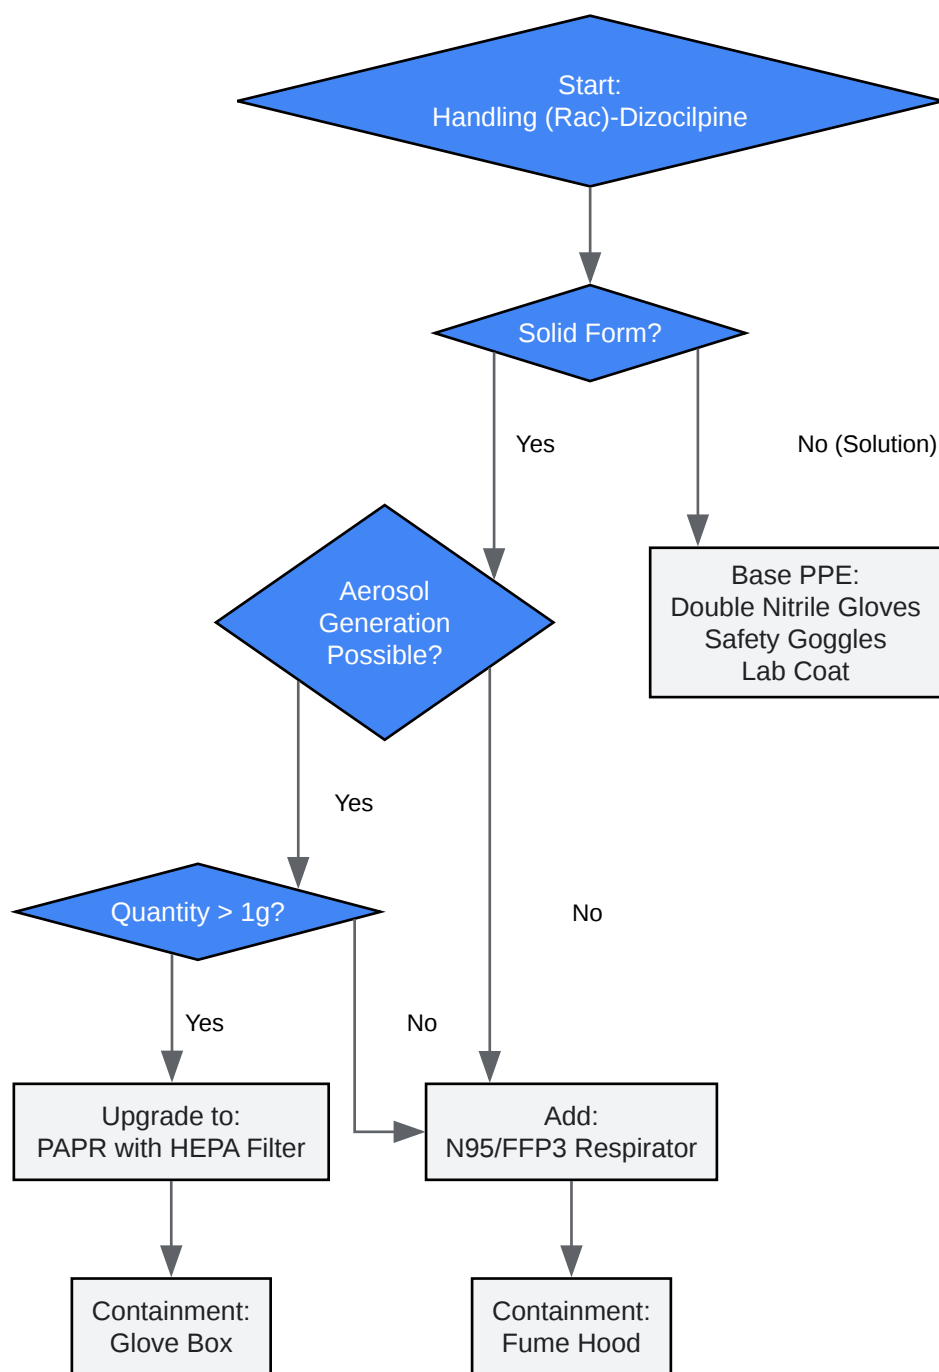 Start:
Handling (Rac)-Dizocilpine
Solid Form?
Yes
No (Solution)
Aerosol
Generation
Possible?
Base PPE:
Double Nitrile Gloves
Safety Goggles
Lab Coat
Yes
Quantity > 1g?
No
Yes
No
Upgrade to:
PAPR with HEPA Filter
Add:
N95/FFP3 Respirator
Containment:
Glove Box
Containment:
Fume Hood